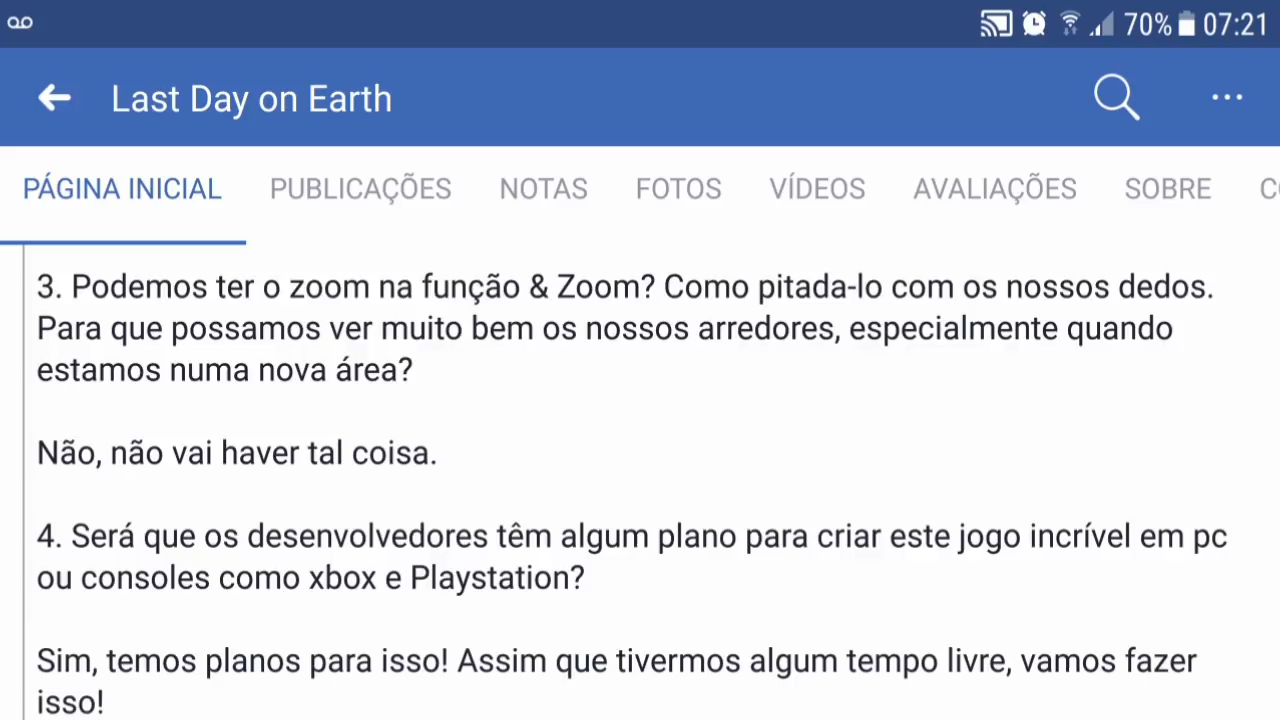 70% 07:21
Last Day on Earth
PÁGINA INICIAL PUBLICAÇÕES NOTAS FOTOS VÍDEOS AVALIAÇÕES SOBRE
3. Podemos ter o zoom na função & Zoom? Como pitada-lo com os nossos dedos.
Para que possamos ver muito bem os nossos arredores, especialmente quando
estamos numa nova área?
Não, não vai haver tal coisa.
4. Será que os desenvolvedores têm algum plano para criar este jogo incrível em pc
ou consoles como xbox e Playstation?
Sim, temos planos para isso! Assim que tivermos algum tempo livre, vamos fazer
isso!